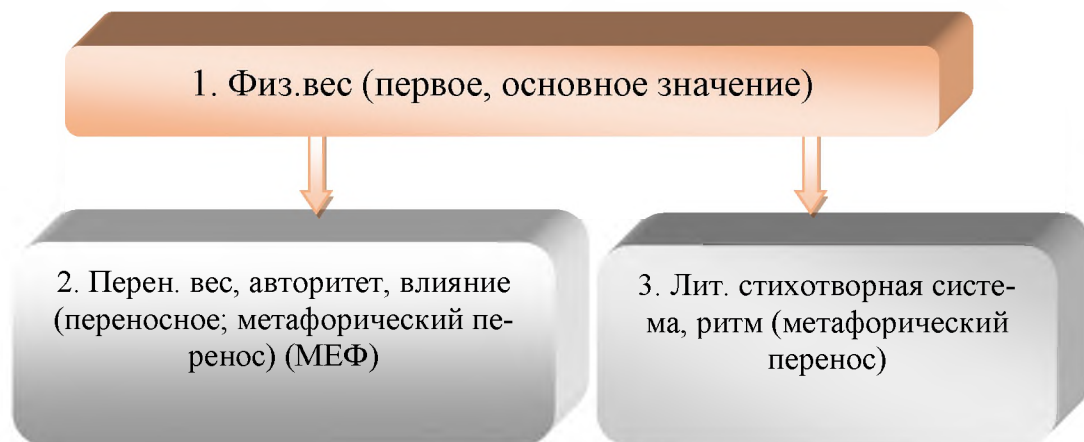 1. Физ.вес (первое, основное значение)
2. Перен. вес, авторитет, влияние
(переносное; метафорический пе-
ренос) (МЕФ)
3. Лит. стихотворная систе-
ма, ритм (метафорический
перенос)